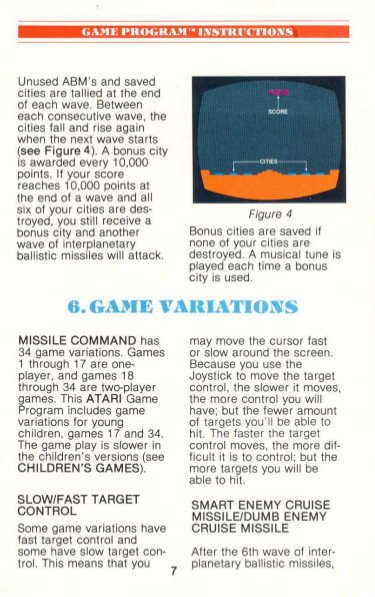 GAME PROGRAM™ INSTRUCTIONS
Unused ABM's and saved
cities are tallied at the end
of each wave. Between
each consecutive wave, the
cities fall and rise again
when the next wave starts
(see Figure 4). A bonus city
is awarded every 10,000
points. If your score
reaches 10,000 points at
the end of a wave and all
six of your cities are des-
troyed, you still receive a
bonus city and another
wave of interplanetary
ballistic missiles will attack.
SCORE
CITIES
Figure 4
Bonus cities are saved if
none of your cities are
destroyed. A musical tune is
played each time a bonus
city is used.
6. GAME VARIATIONS
MISSILE COMMAND has
34 game variations. Games
1 through 17 are one-
player, and games 18
through 34 are two-player
games. This ATARI Game
Program includes game
variations for young
children, games 17 and 34.
The game play is slower in
the children's versions (see
CHILDREN'S GAMES).
SLOW/FAST TARGET
CONTROL
Some game variations have
fast target control and
some have slow target con-
trol. This means that you
may move the cursor fast
or slow around the screen.
Because you use the
Joystick to move the target
control, the slower it moves,
the more control you will
have; but the fewer amount
of targets you'll be able to
hit. The faster the target
control moves, the more dif-
ficult it is to control; but the
more targets you will be
able to hit.
SMART ENEMY CRUISE
MISSILE/DUMB ENEMY
CRUISE MISSILE
After the 6th wave of inter-
planetary ballistic missiles,
7